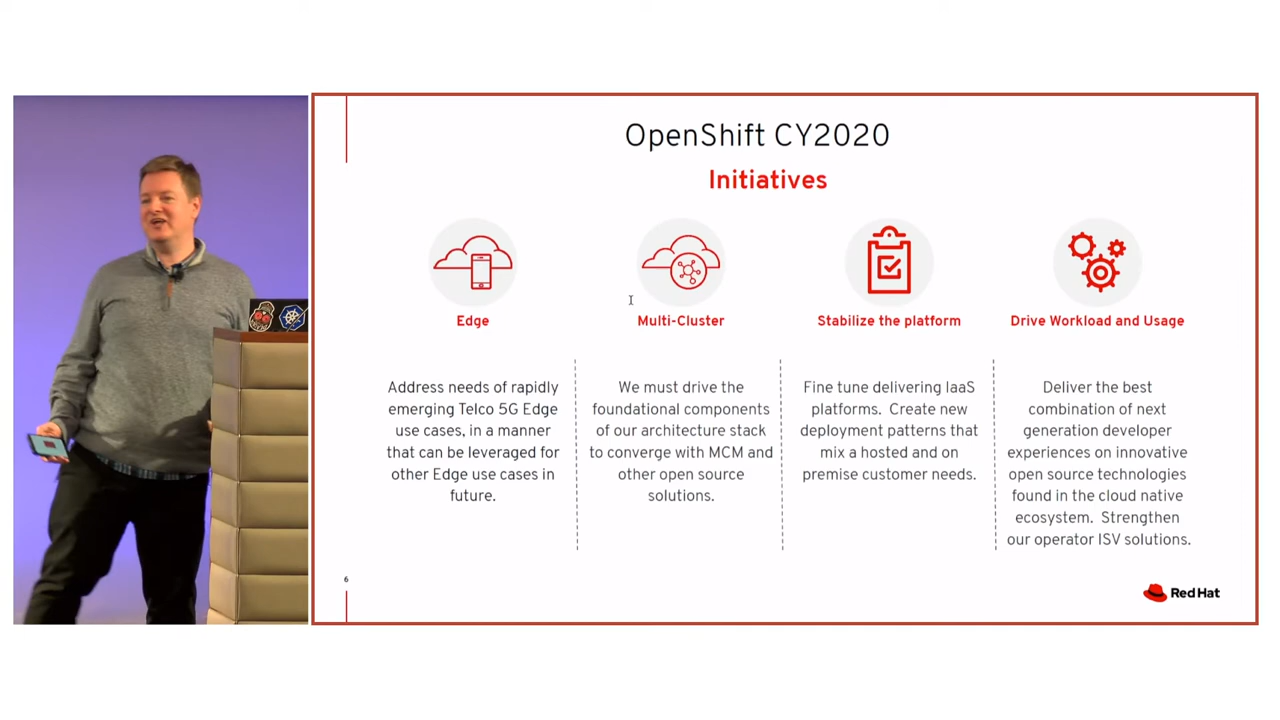 OpenShift CY2020
Initiatives
Edge
Multi-Cluster
Stabilize the platform
Drive Workload and Usage
Address needs of rapidly
emerging Telco 5G Edge
use cases, in a manner
that can be leveraged for
other Edge use cases in
future.
We must drive the
foundational components
of our architecture stack
to converge with MCM and
other open source
solutions.
Fine tune delivering IaaS
platforms. Create new
deployment patterns that
mix a hosted and on
premise customer needs.
Deliver the best
combination of next
generation developer
experiences on innovative
open source technologies
found in the cloud native
ecosystem. Strengthen
our operator ISV solutions.
6
Red Hat